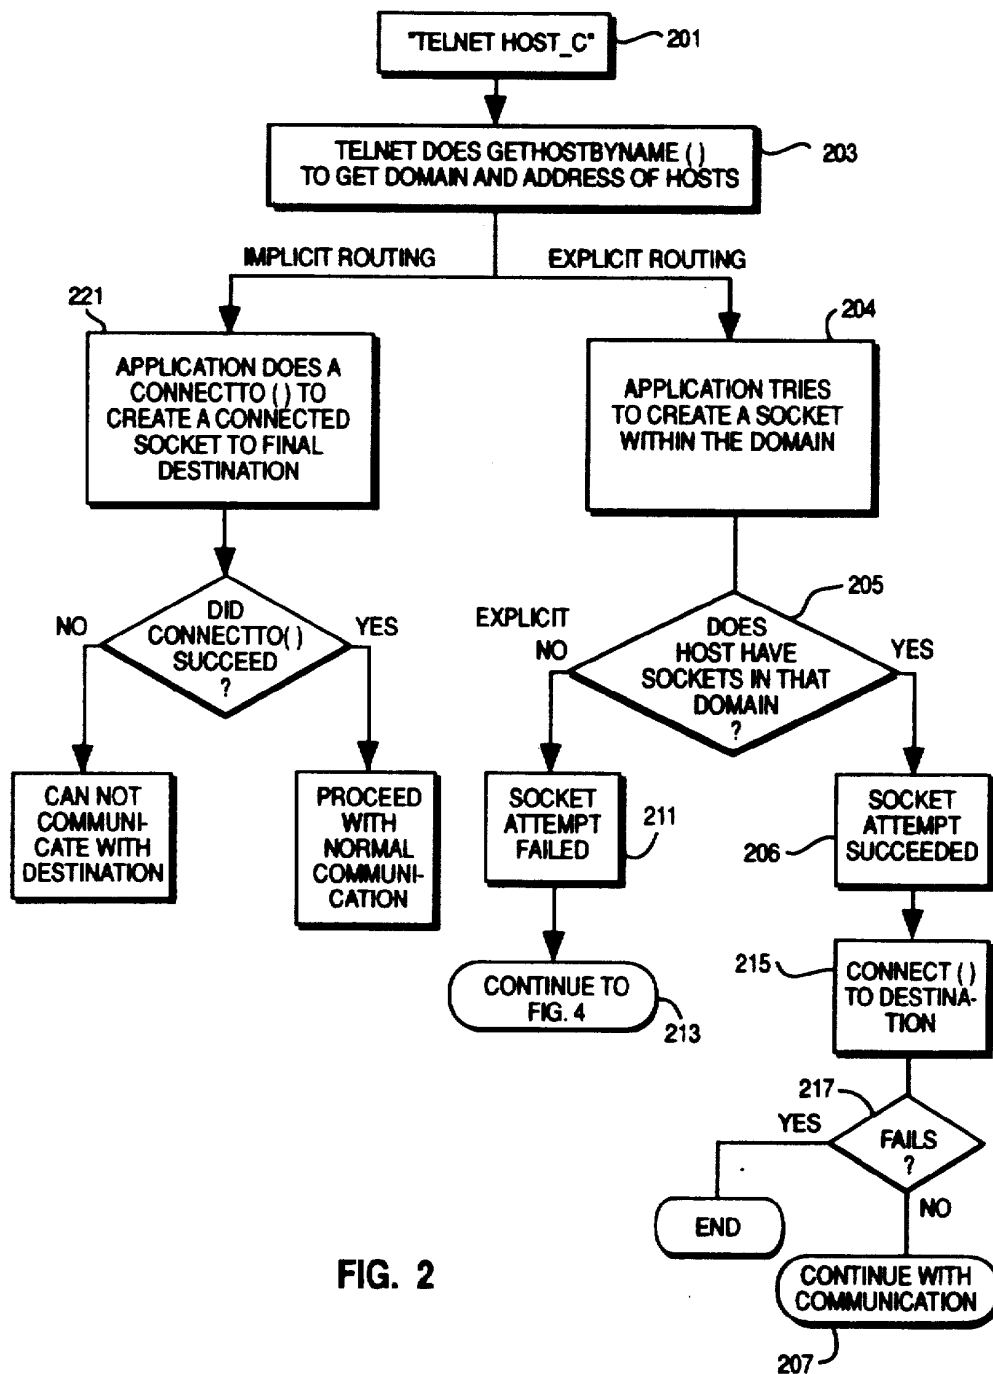 "TELNET HOST_C"
201
TELNET DOES GETHOSTBYNAME ( )
TO GET DOMAIN AND ADDRESS OF HOSTS
203
IMPLICIT ROUTING
EXPLICIT ROUTING
221
APPLICATION DOES A
CONNECTTO ( ) TO
CREATE A CONNECTED
SOCKET TO FINAL
DESTINATION
204
APPLICATION TRIES
TO CREATE A SOCKET
WITHIN THE DOMAIN
NO
DID
CONNECTTO( )
SUCCEED
?
YES
205
EXPLICIT
NO
DOES
HOST HAVE
SOCKETS IN THAT
DOMAIN
?
YES
CAN NOT
COMMUNI-
CATE WITH
DESTINATION
PROCEED
WITH
NORMAL
COMMUNI-
CATION
SOCKET
ATTEMPT
FAILED
211
206
SOCKET
ATTEMPT
SUCCEEDED
CONTINUE TO
FIG. 4
213
215
CONNECT ( )
TO DESTINA-
TION
217
YES
FAILS
?
NO
END
CONTINUE WITH
COMMUNICATION
207
FIG. 2